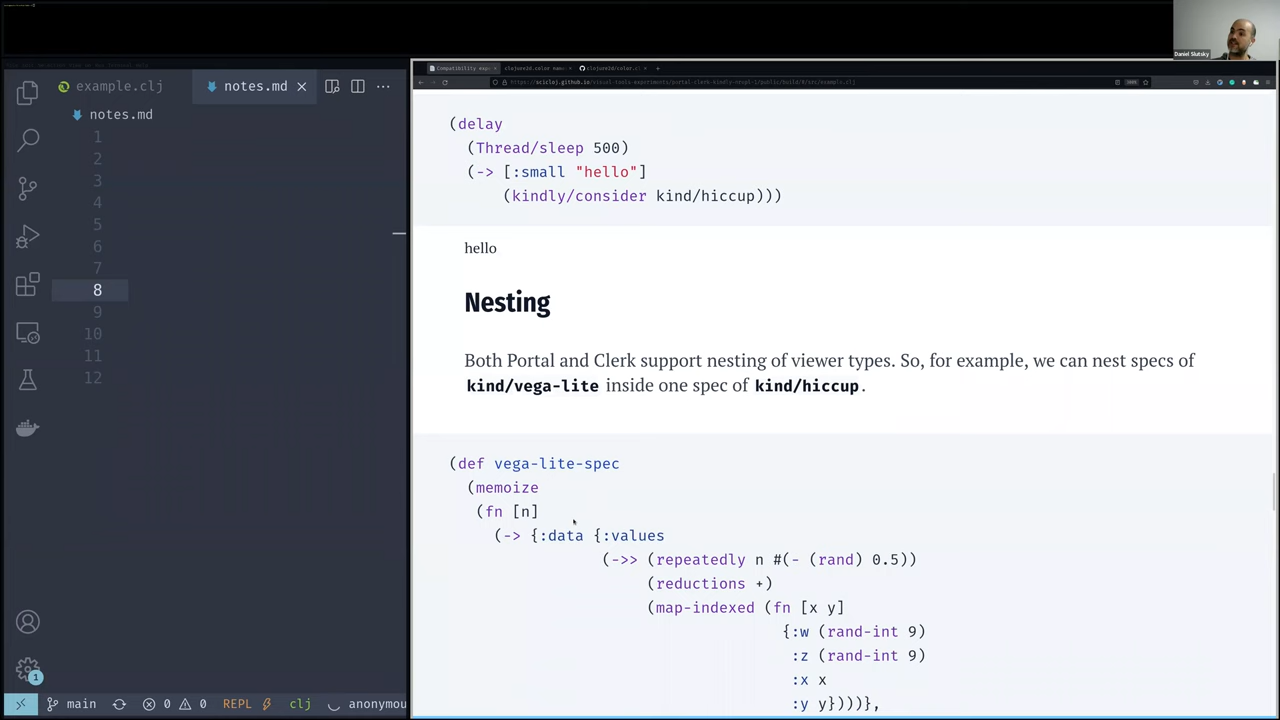 Daniel Slutsky
example.clj
notes.md
notes.md
1
2
3
4
5
6
7
8
9
10
11
12
main
0
0
REPL
clj
anonymou
1
(delay
(Thread/sleep 500)
(-> [:small "hello"]
(kindly/consider kind/hiccup)))
hello
Nesting
Both Portal and Clerk support nesting of viewer types. So, for example, we can nest specs of
kind/vega-lite inside one spec of kind/hiccup.
(def vega-lite-spec
(memoize
(fn [n]
(-> {:data {:values
(->> (repeatedly n #(- (rand) 0.5))
(reductions +)
(map-indexed (fn [x y]
{:w (rand-int 9)
:z (rand-int 9)
:x x
:y y})))},